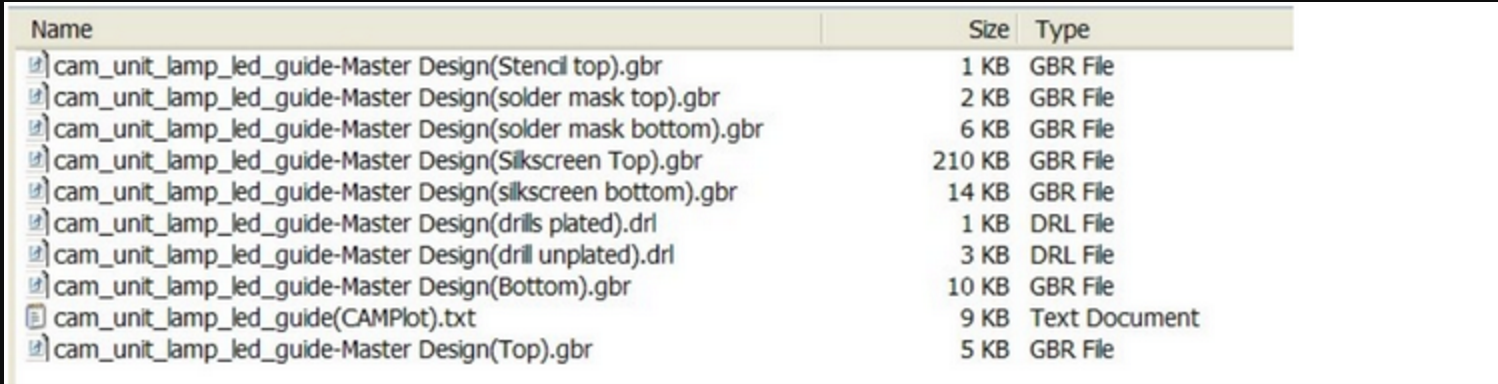 Name Size Type
cam_unit_lamp_led_guide-Master Design(Stencil top).gbr 1 KB GBR File
cam_unit_lamp_led_guide-Master Design(solder mask top).gbr 2 KB GBR File
cam_unit_lamp_led_guide-Master Design(solder mask bottom).gbr 6 KB GBR File
cam_unit_lamp_led_guide-Master Design(Silkscreen Top).gbr 210 KB GBR File
cam_unit_lamp_led_guide-Master Design(silkscreen bottom).gbr 14 KB GBR File
cam_unit_lamp_led_guide-Master Design(drills plated).drl 1 KB DRL File
cam_unit_lamp_led_guide-Master Design(drill unplated).drl 3 KB DRL File
cam_unit_lamp_led_guide-Master Design(Bottom).gbr 10 KB GBR File
cam_unit_lamp_led_guide(CAMPlot).txt 9 KB Text Document
cam_unit_lamp_led_guide-Master Design(Top).gbr 5 KB GBR File